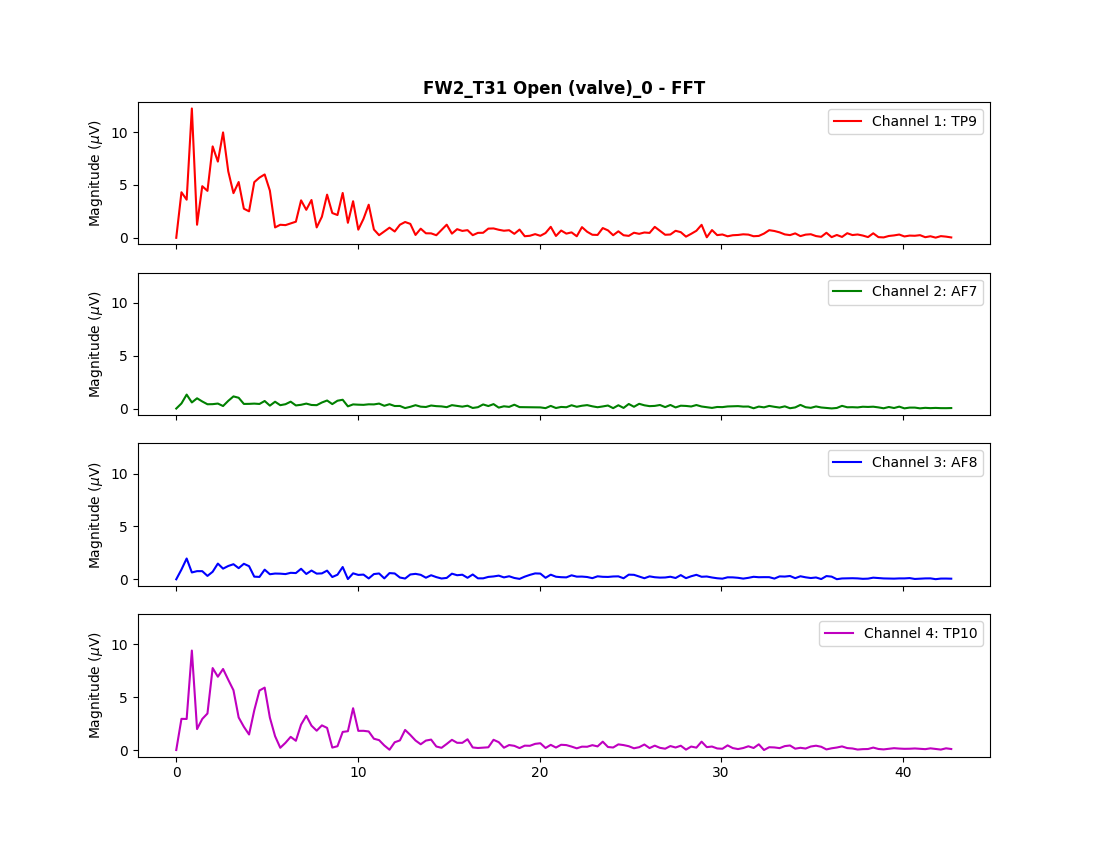 FW2_T31 Open (valve)_0 - FFT
Magnitude (μV)
10
5
0
Channel 1: TP9
Magnitude (μV)
10
5
0
Channel 2: AF7
Magnitude (μV)
10
5
0
Channel 3: AF8
Magnitude (μV)
10
5
0
Channel 4: TP10
0 10 20 30 40